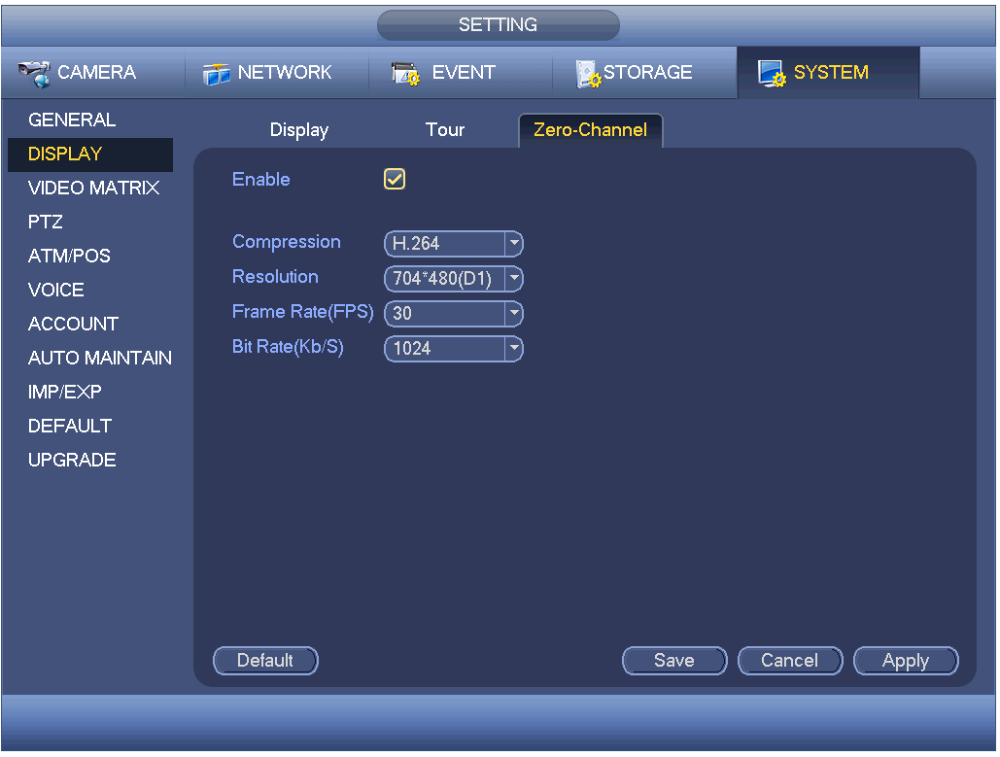 SETTING
CAMERA NETWORK EVENT STORAGE SYSTEM
GENERAL
DISPLAY
VIDEO MATRIX
PTZ
ATM/POS
VOICE
ACCOUNT
AUTO MAINTAIN
IMP/EXP
DEFAULT
UPGRADE
Display Tour Zero-Channel
Enable
Compression H.264
Resolution 704*480(D1)
Frame Rate(FPS) 30
Bit Rate(Kb/S) 1024
Default Save Cancel Apply